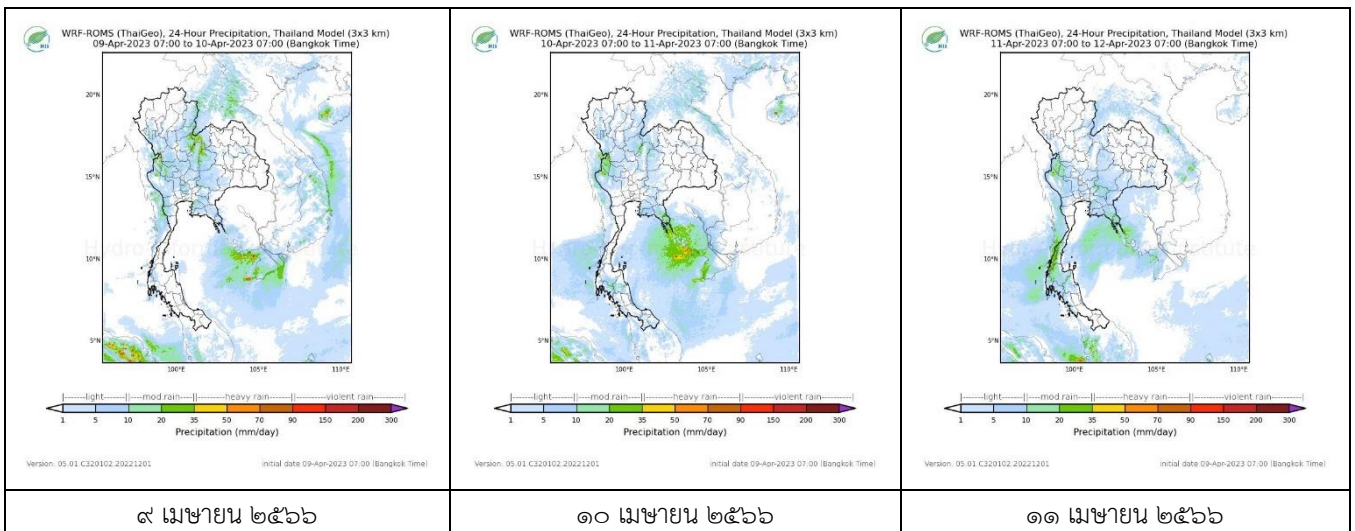 HII
WRF-ROMS (ThaiGeo), 24-Hour Precipitation, Thailand Model (3x3 km)
09-Apr-2023 07:00 to 10-Apr-2023 07:00 (Bangkok Time)
20°N
15°N
10°N
5°N
100°E 105°E 110°E
|-------light-------||----mod.rain-----||------heavy rain-----||------violent rain------|
1 5 10 20 35 50 70 90 150 200 300
Precipitation (mm/day)
Version: 05.01 C320102.20221201 initial date 09-Apr-2023 07:00 (Bangkok Time)
๙ เมษายน ๒๕๖๖
HII
WRF-ROMS (ThaiGeo), 24-Hour Precipitation, Thailand Model (3x3 km)
10-Apr-2023 07:00 to 11-Apr-2023 07:00 (Bangkok Time)
20°N
15°N
10°N
5°N
100°E 105°E 110°E
|-------light-------||----mod.rain-----||------heavy rain-----||------violent rain------|
1 5 10 20 35 50 70 90 150 200 300
Precipitation (mm/day)
Version: 05.01 C320102.20221201 initial date 09-Apr-2023 07:00 (Bangkok Time)
๑๐ เมษายน ๒๕๖๖
HII
WRF-ROMS (ThaiGeo), 24-Hour Precipitation, Thailand Model (3x3 km)
11-Apr-2023 07:00 to 12-Apr-2023 07:00 (Bangkok Time)
20°N
15°N
10°N
5°N
100°E 105°E 110°E
|-------light-------||----mod.rain-----||------heavy rain-----||------violent rain------|
1 5 10 20 35 50 70 90 150 200 300
Precipitation (mm/day)
Version: 05.01 C320102.20221201 initial date 09-Apr-2023 07:00 (Bangkok Time)
๑๑ เมษายน ๒๕๖๖